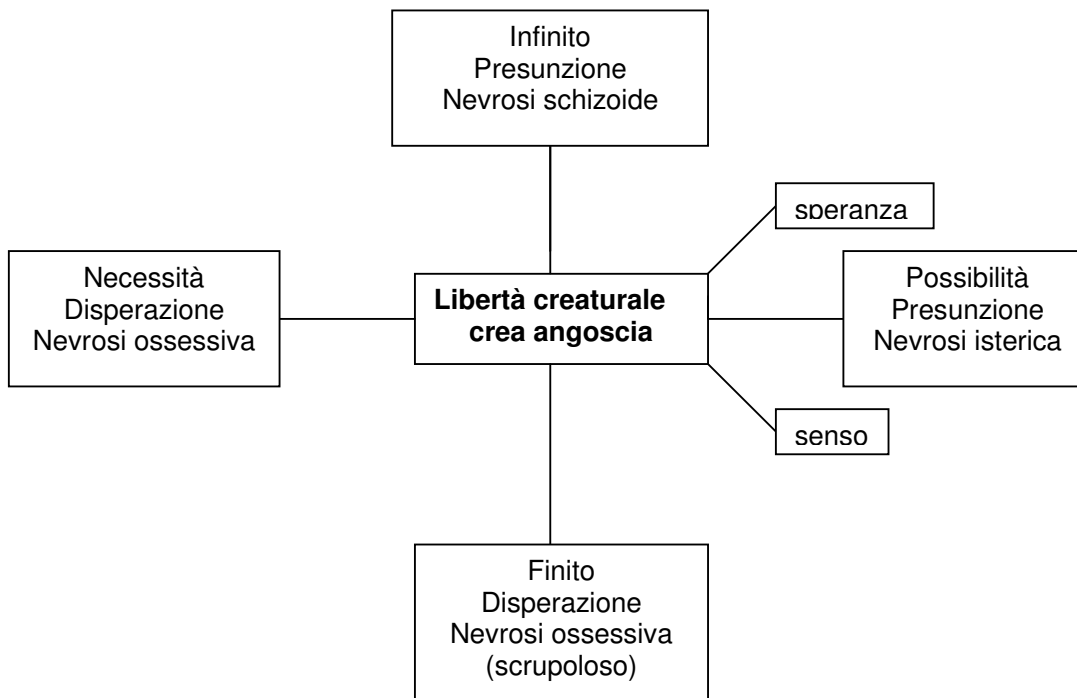 Infinito
Presunzione
Nevrosi schizoide
speranza
Necessità
Disperazione
Nevrosi ossessiva
Libertà creaturale
crea angoscia
Possibilità
Presunzione
Nevrosi isterica
senso
Finito
Disperazione
Nevrosi ossessiva
(scrupoloso)